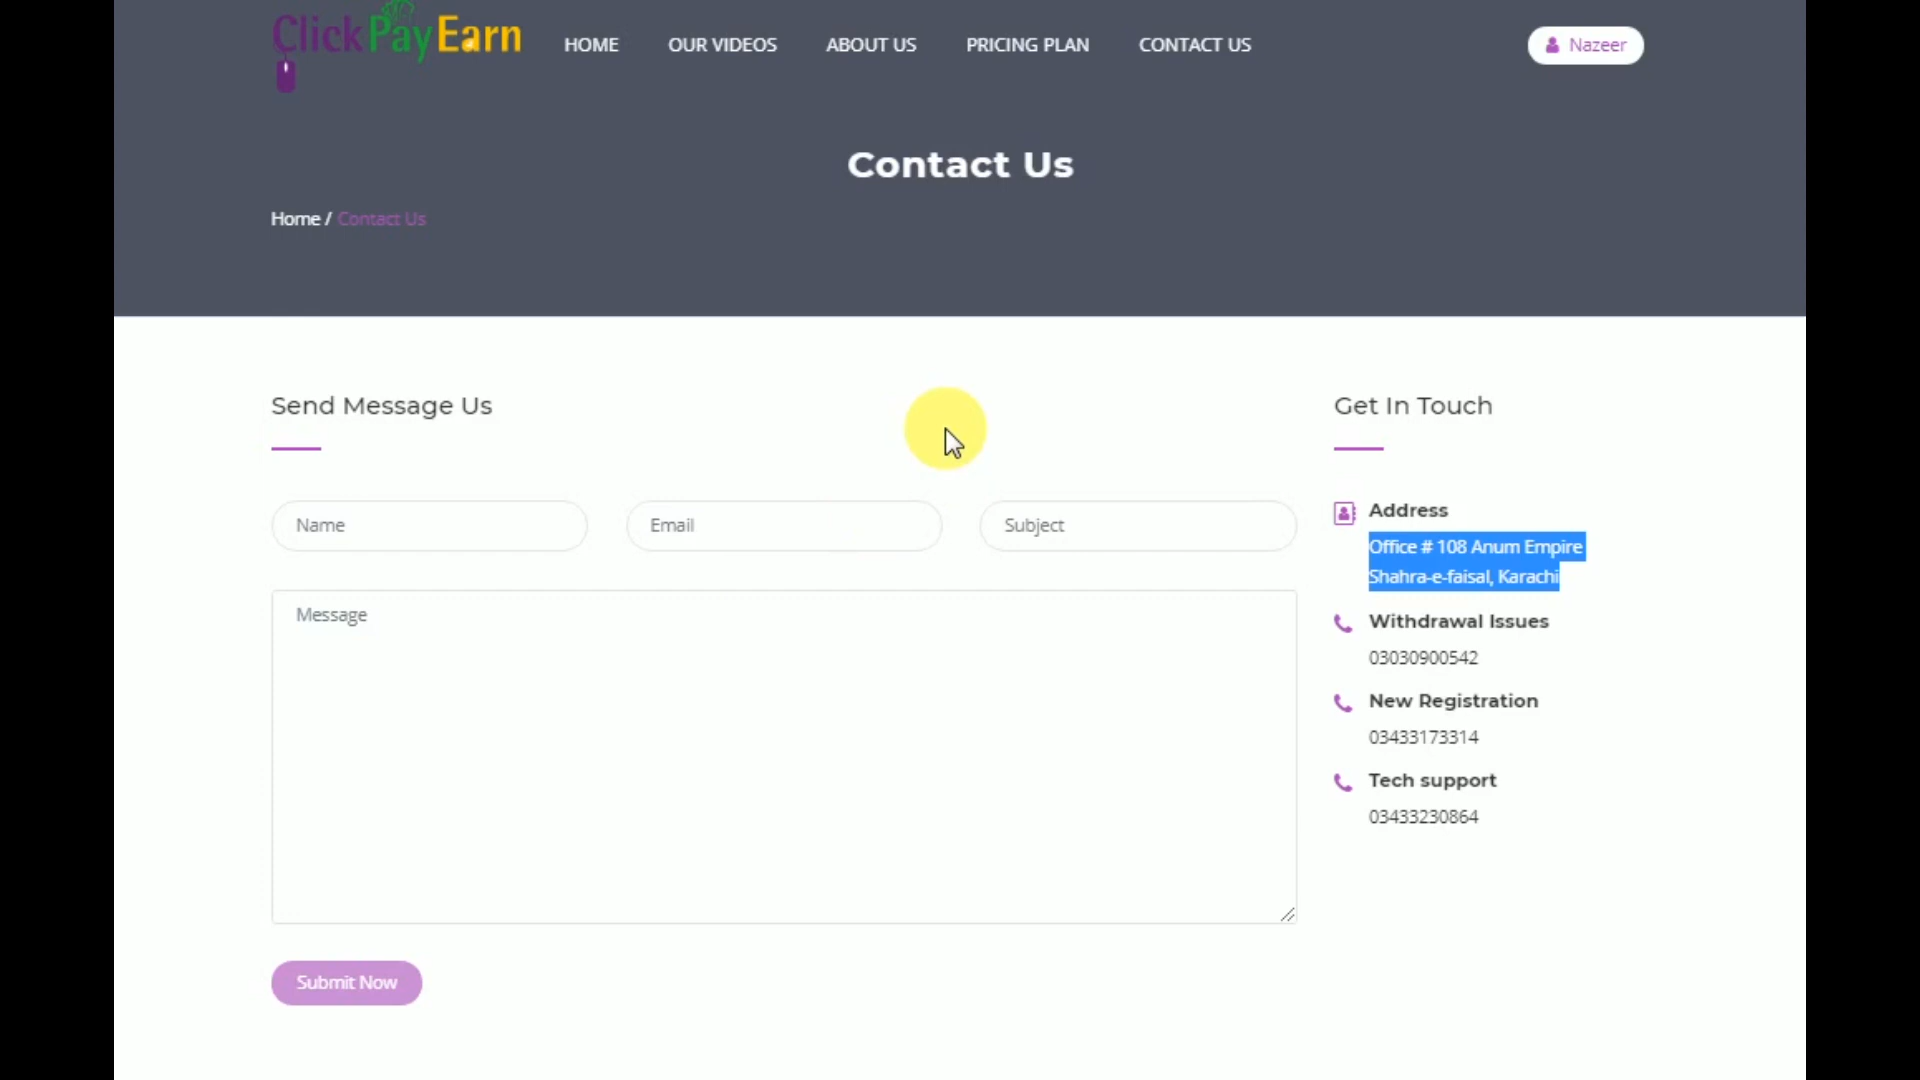 ClickPayEarn
HOME
OUR VIDEOS
ABOUT US
PRICING PLAN
CONTACT US
Nazeer
Contact Us
Home / Contact Us
Send Message Us
Name
Email
Subject
Message
Submit Now
Get In Touch
Address
Office # 108 Anum Empire
Shahra-e-faisal, Karachi
Withdrawal Issues
03030900542
New Registration
03433173314
Tech support
03433230864